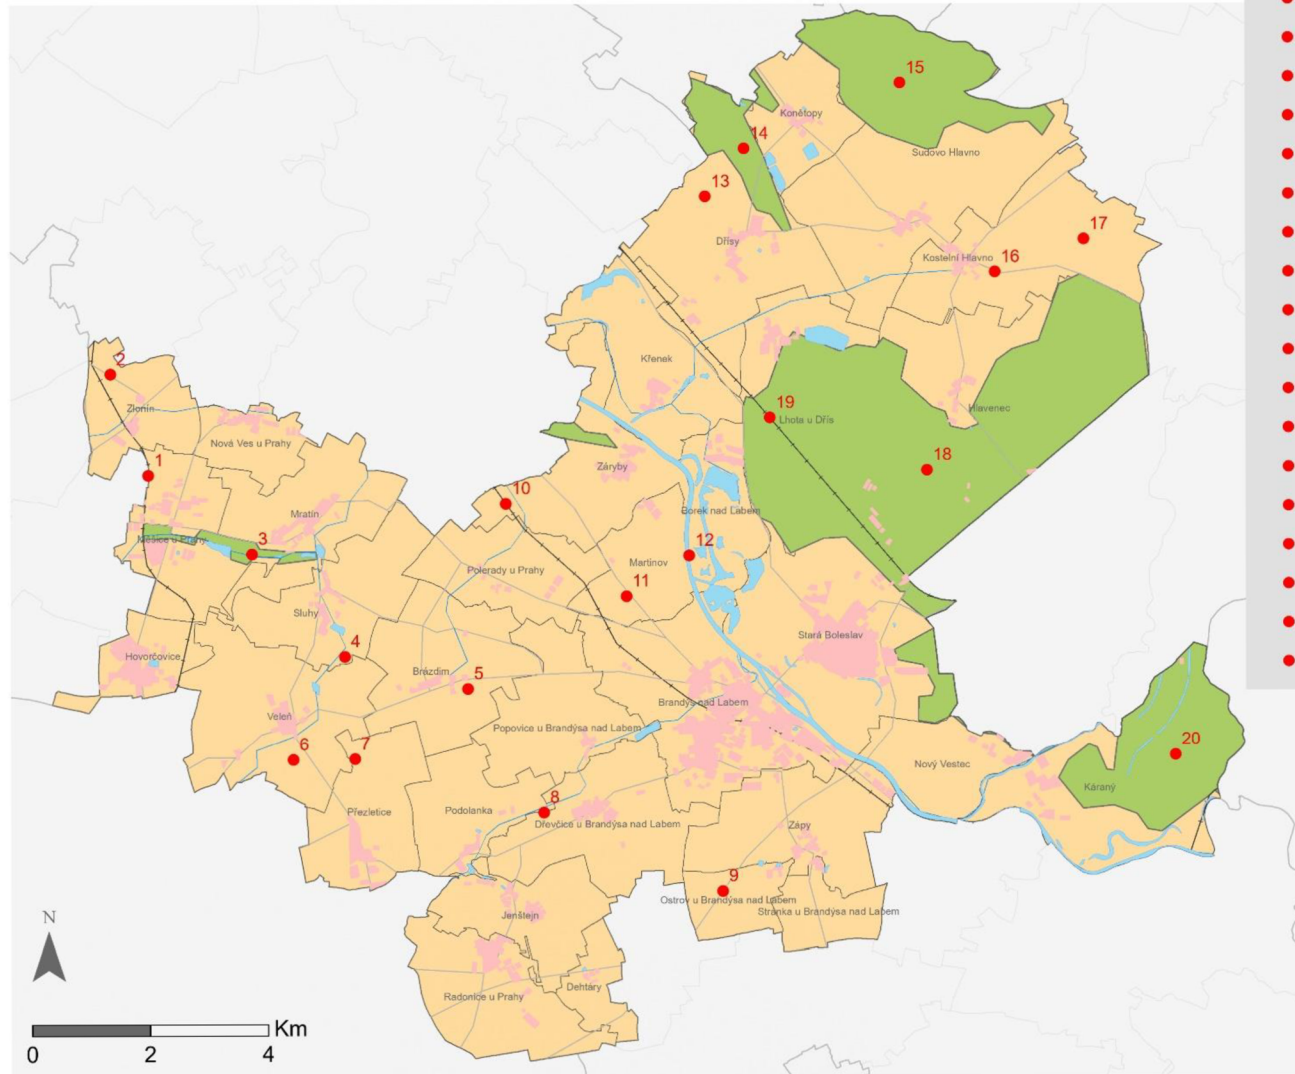 15
Konětopy
14
Sudovo Hlavno
13
17
Dřísy
Kostelní Hlavno
16
2
Křenek
Zlonín
19
Lhota u Dřís
Hlavenec
Nová Ves u Prahy
1
Záryby
18
10
Mratín
Borek nad Labem
3
Měšice u Prahy
12
Martinov
Polerady u Prahy
11
Sluhy
Stará Boleslav
4
Hovorčovice
Brázdim
5
Brandýs nad Labem
Veleň
Popovice u Brandýsa nad Labem
6
7
20
Nový Vestec
Káraný
8
Přezletice
Podolanka
Dřevčice u Brandýsa nad Labem
Zápy
9
Ostrov u Brandýsa nad Labem
Stránka u Brandýsa nad Labem
Jenštejn
N
Dehtáry
Radonice u Prahy
Km
0
2
4